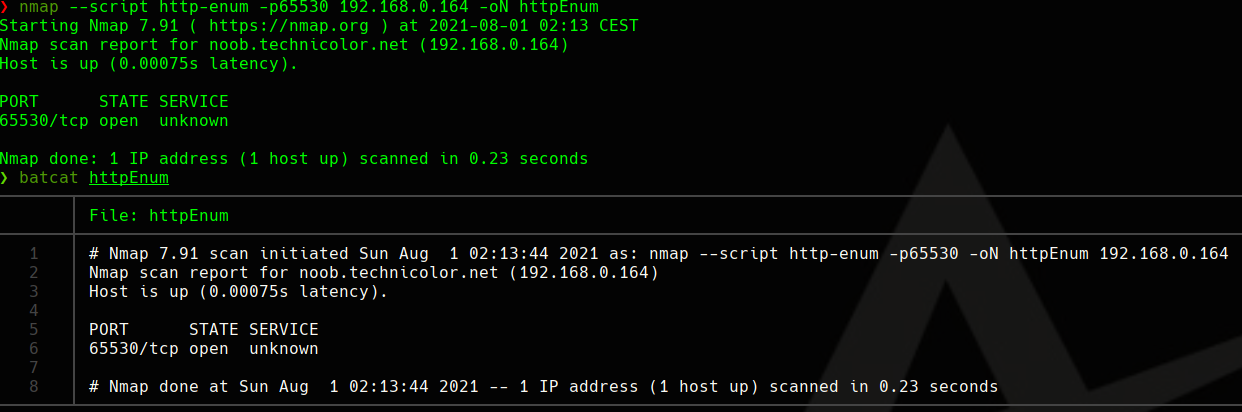 ❯ nmap --script http-enum -p65530 192.168.0.164 -oN httpEnum
Starting Nmap 7.91 ( https://nmap.org ) at 2021-08-01 02:13 CEST
Nmap scan report for noob.technicolor.net (192.168.0.164)
Host is up (0.00075s latency).
PORT      STATE SERVICE
65530/tcp open  unknown
Nmap done: 1 IP address (1 host up) scanned in 0.23 seconds
❯ batcat httpEnum
File: httpEnum
1 # Nmap 7.91 scan initiated Sun Aug  1 02:13:44 2021 as: nmap --script http-enum -p65530 -oN httpEnum 192.168.0.164
2 Nmap scan report for noob.technicolor.net (192.168.0.164)
3 Host is up (0.00075s latency).
4
5 PORT      STATE SERVICE
6 65530/tcp open  unknown
7
8 # Nmap done at Sun Aug  1 02:13:44 2021 -- 1 IP address (1 host up) scanned in 0.23 seconds